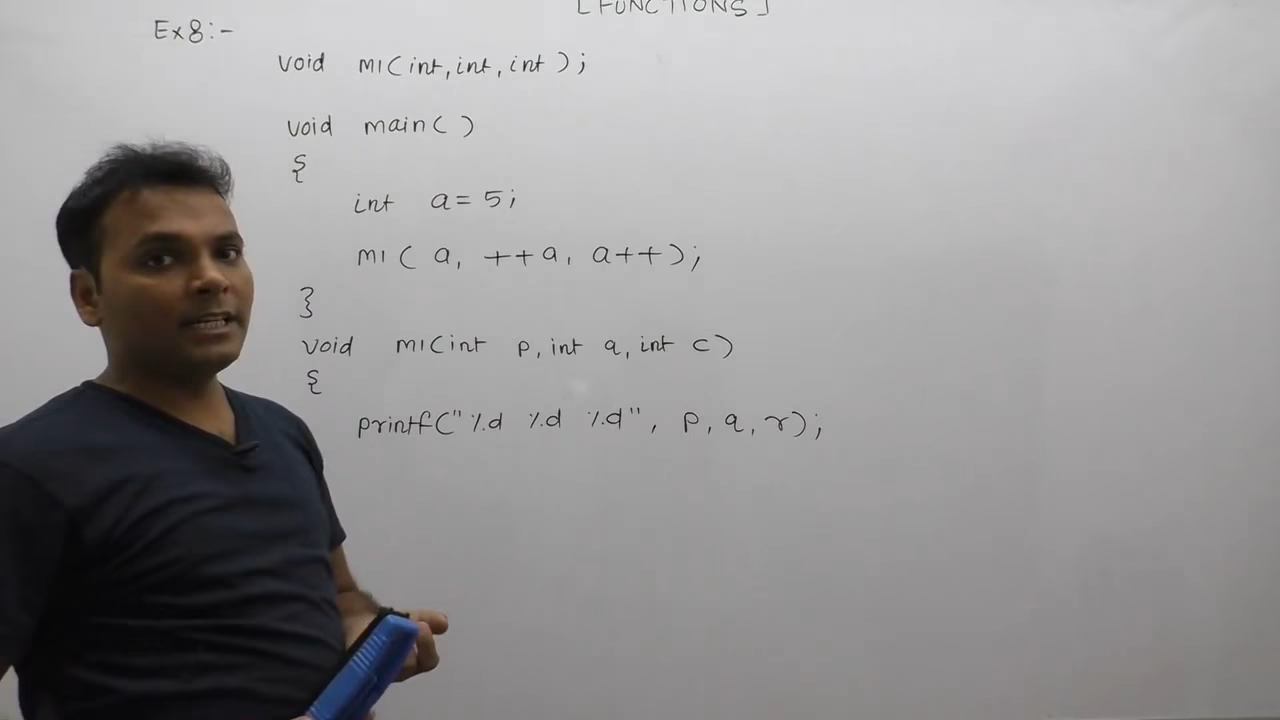 [FUNCTIONS]
Ex8:-
void m1(int,int,int);
void main()
{
int a=5;
m1(a, ++a, a++);
}
void m1(int p,int q,int c)
{
printf("%d %d %d", p,q,r);